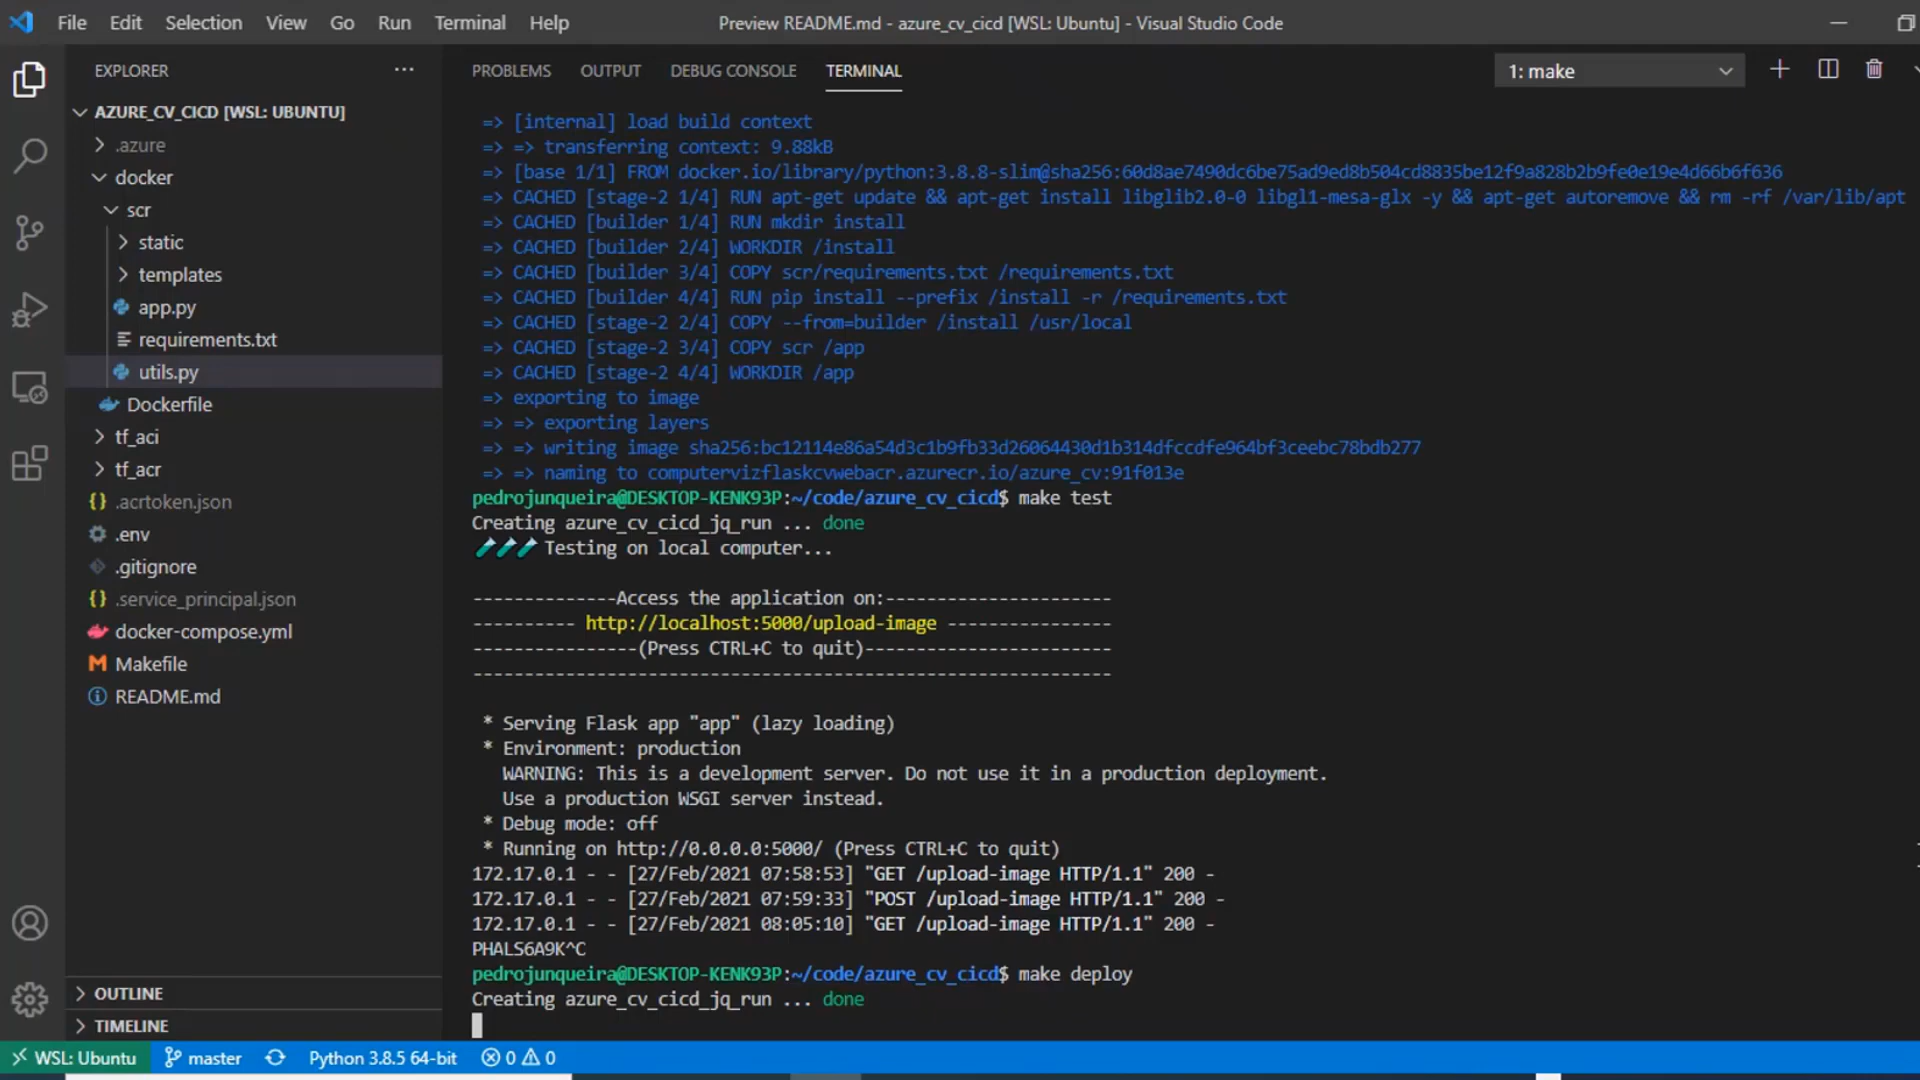 File Edit Selection View Go Run Terminal Help
Preview README.md - azure_cv_cicd [WSL: Ubuntu] - Visual Studio Code
EXPLORER
AZURE_CV_CICD [WSL: UBUNTU]
.azure
docker
scr
static
templates
app.py
requirements.txt
utils.py
Dockerfile
tf_aci
tf_acr
.acrtoken.json
.env
.gitignore
.service_principal.json
docker-compose.yml
Makefile
README.md
OUTLINE
TIMELINE
PROBLEMS OUTPUT DEBUG CONSOLE TERMINAL
1: make
=> [internal] load build context
=> => transferring context: 9.88kB
=> [base 1/1] FROM docker.io/library/python:3.8.8-slim@sha256:60d8ae7490dc6be75ad9ed8b504cd8835be12f9a828b2b9fe0e19e4d66b6f636
=> CACHED [stage-2 1/4] RUN apt-get update && apt-get install libglib2.0-0 libgl1-mesa-glx -y && apt-get autoremove && rm -rf /var/lib/apt
=> CACHED [builder 1/4] RUN mkdir install
=> CACHED [builder 2/4] WORKDIR /install
=> CACHED [builder 3/4] COPY scr/requirements.txt /requirements.txt
=> CACHED [builder 4/4] RUN pip install --prefix /install -r /requirements.txt
=> CACHED [stage-2 2/4] COPY --from=builder /install /usr/local
=> CACHED [stage-2 3/4] COPY scr /app
=> CACHED [stage-2 4/4] WORKDIR /app
=> exporting to image
=> => exporting layers
=> => writing image sha256:bc12114e86a54d3c1b9fb33d26064430d1b314dfccdfe964bf3ceebc78bdb277
=> => naming to computervizflaskcvwebacr.azurecr.io/azure_cv:91f013e
pedrojunqueira@DESKTOP-KENK93P:~/code/azure_cv_cicd$ make test
Creating azure_cv_cicd_jq_run ... done
Testing on local computer...
--------------Access the application on:----------------------
---------- http://localhost:5000/upload-image ----------------
----------------(Press CTRL+C to quit)------------------------
--------------------------------------------------------------
* Serving Flask app "app" (lazy loading)
* Environment: production
WARNING: This is a development server. Do not use it in a production deployment.
Use a production WSGI server instead.
* Debug mode: off
* Running on http://0.0.0.0:5000/ (Press CTRL+C to quit)
172.17.0.1 - - [27/Feb/2021 07:58:53] "GET /upload-image HTTP/1.1" 200 -
172.17.0.1 - - [27/Feb/2021 07:59:33] "POST /upload-image HTTP/1.1" 200 -
172.17.0.1 - - [27/Feb/2021 08:05:10] "GET /upload-image HTTP/1.1" 200 -
PHALS6A9K^C
pedrojunqueira@DESKTOP-KENK93P:~/code/azure_cv_cicd$ make deploy
Creating azure_cv_cicd_jq_run ... done
WSL: Ubuntu master Python 3.8.5 64-bit 0 0